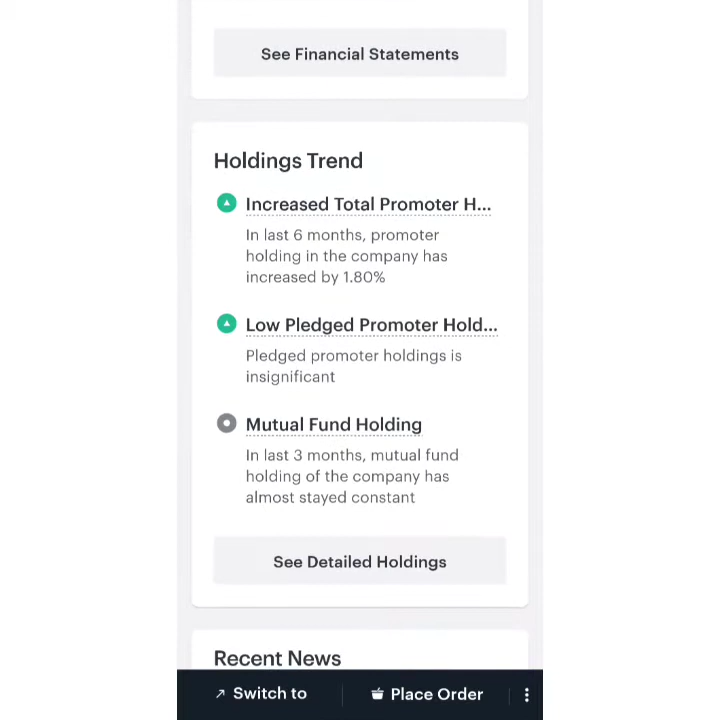 See Financial Statements
Holdings Trend
Increased Total Promoter H...
In last 6 months, promoter
holding in the company has
increased by 1.80%
Low Pledged Promoter Hold...
Pledged promoter holdings is
insignificant
Mutual Fund Holding
In last 3 months, mutual fund
holding of the company has
almost stayed constant
See Detailed Holdings
Recent News
Switch to
Place Order